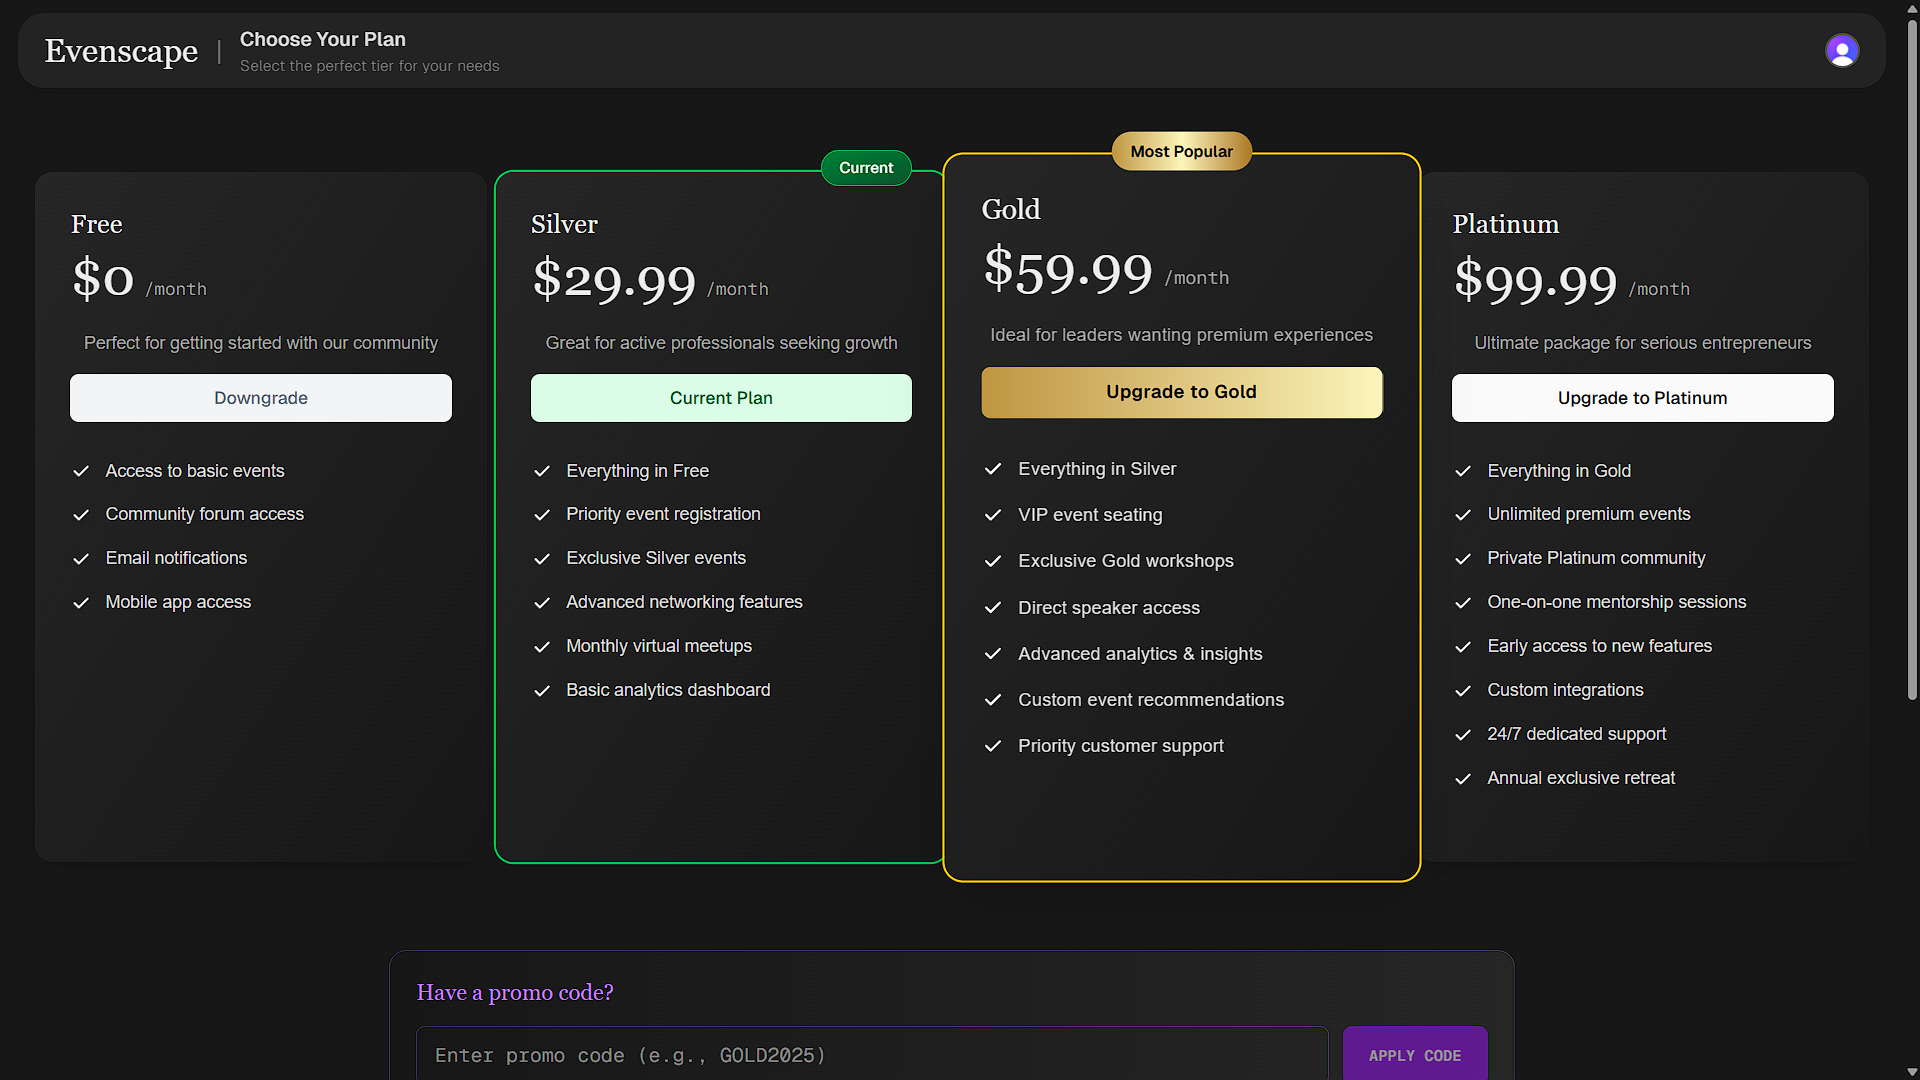 Evenscape
|
Choose Your Plan
Select the perfect tier for your needs
Free
$0 /month
Perfect for getting started with our community
Downgrade
Access to basic events
Community forum access
Email notifications
Mobile app access
Current
Silver
$29.99 /month
Great for active professionals seeking growth
Current Plan
Everything in Free
Priority event registration
Exclusive Silver events
Advanced networking features
Monthly virtual meetups
Basic analytics dashboard
Most Popular
Gold
$59.99 /month
Ideal for leaders wanting premium experiences
Upgrade to Gold
Everything in Silver
VIP event seating
Exclusive Gold workshops
Direct speaker access
Advanced analytics & insights
Custom event recommendations
Priority customer support
Platinum
$99.99 /month
Ultimate package for serious entrepreneurs
Upgrade to Platinum
Everything in Gold
Unlimited premium events
Private Platinum community
One-on-one mentorship sessions
Early access to new features
Custom integrations
24/7 dedicated support
Annual exclusive retreat
Have a promo code?
Enter promo code (e.g., GOLD2025)
APPLY CODE